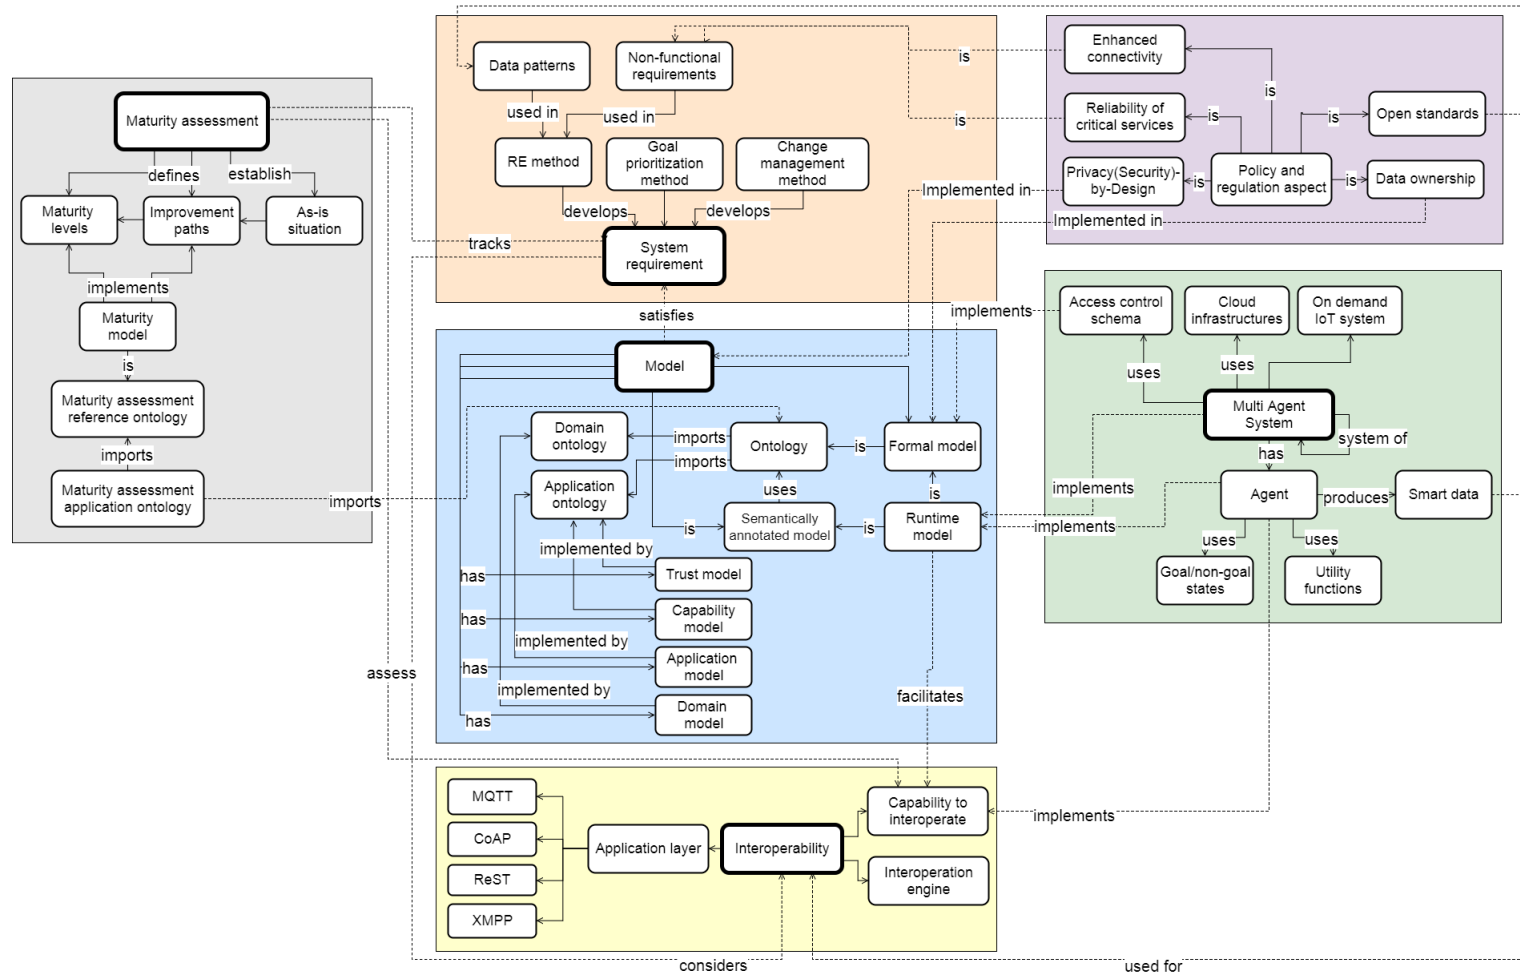 Maturity assessment
defines
establish
Maturity
levels
Improvement
paths
As-is
situation
implements
Maturity
model
is
Maturity assessment
reference ontology
imports
Maturity assessment
application ontology
imports
tracks
assess
Data patterns
Non-functional
requirements
used in
used in
RE method
Goal
prioritization
method
Change
management
method
develops
develops
System
requirement
satisfies
is
is
Enhanced
connectivity
is
Reliability of
critical services
is
is
Open standards
Privacy(Security)-
by-Design
is
Policy and
regulation aspect
is
Data ownership
Implemented in
Implemented in
implements
Model
Domain
ontology
imports
imports
Ontology
is
Formal model
Application
ontology
uses
is
is
Semantically
annotated model
is
Runtime
model
implemented by
has
Trust model
has
Capability
model
implemented by
has
Application
model
implemented by
has
Domain
model
facilitates
Access control
schema
Cloud
infrastructures
On demand
IoT system
uses
uses
Multi Agent
System
system of
has
implements
implements
Agent
produces
Smart data
uses
uses
Goal/non-goal
states
Utility
functions
implements
MQTT
CoAP
ReST
XMPP
Application layer
Interoperability
Capability to
interoperate
Interoperation
engine
considers
used for